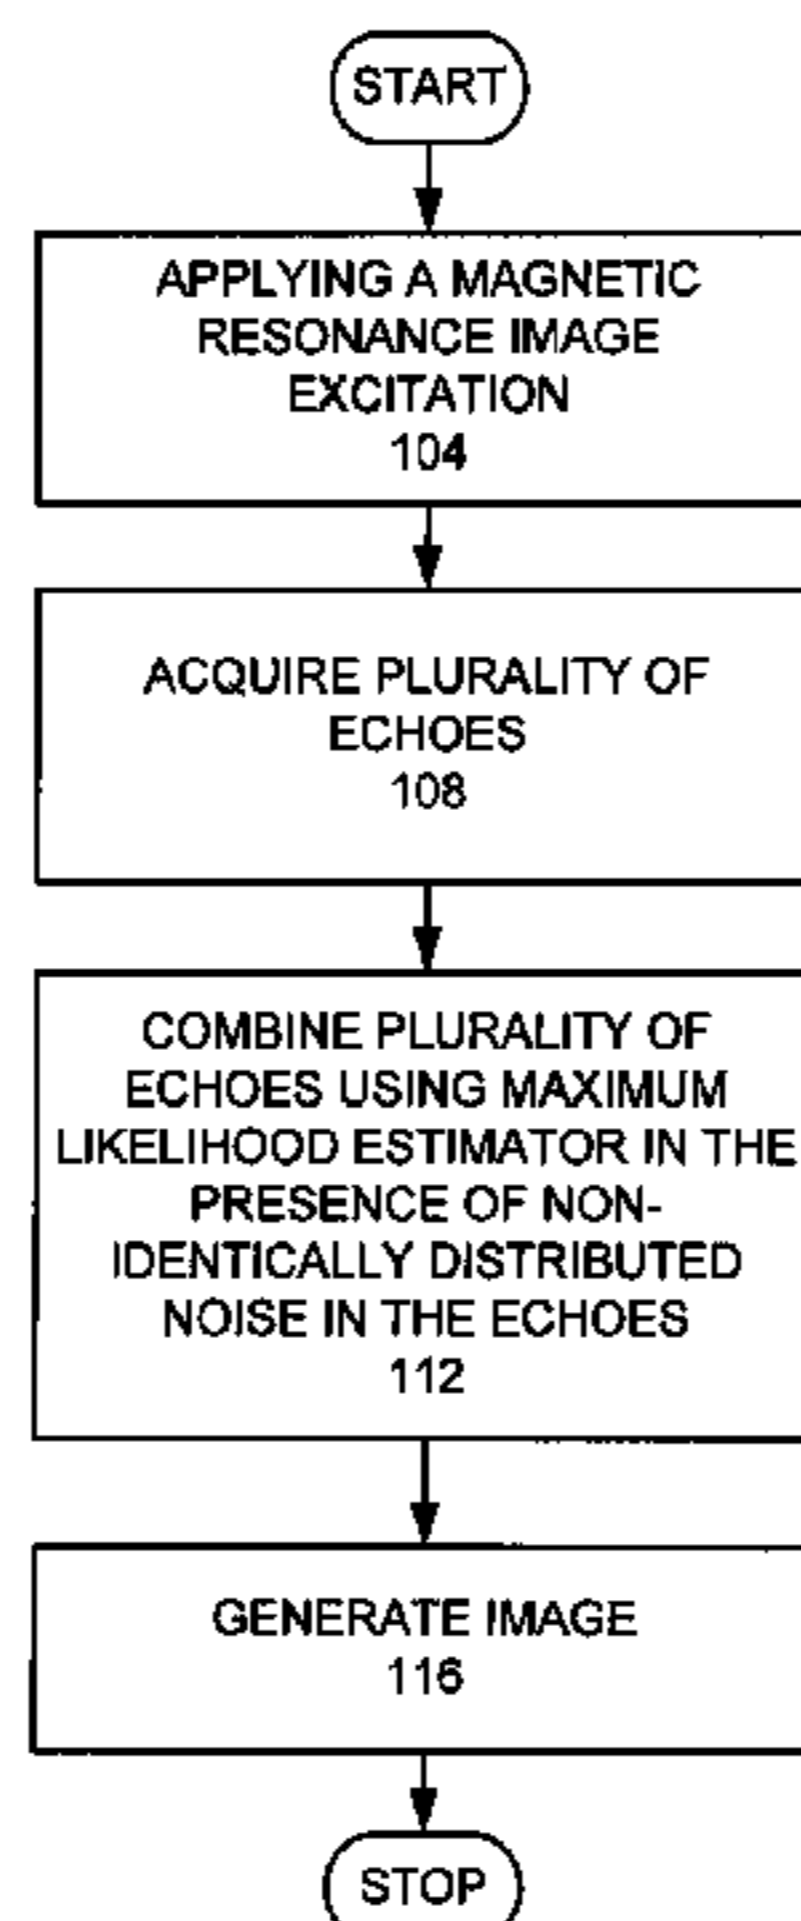 START
APPLYING A MAGNETIC
RESONANCE IMAGE
EXCITATION
104
ACQUIRE PLURALITY OF
ECHOES
108
COMBINE PLURALITY OF
ECHOES USING MAXIMUM
LIKELIHOOD ESTIMATOR IN THE
PRESENCE OF NON-
IDENTICALLY DISTRIBUTED
NOISE IN THE ECHOES
112
GENERATE IMAGE
116
STOP